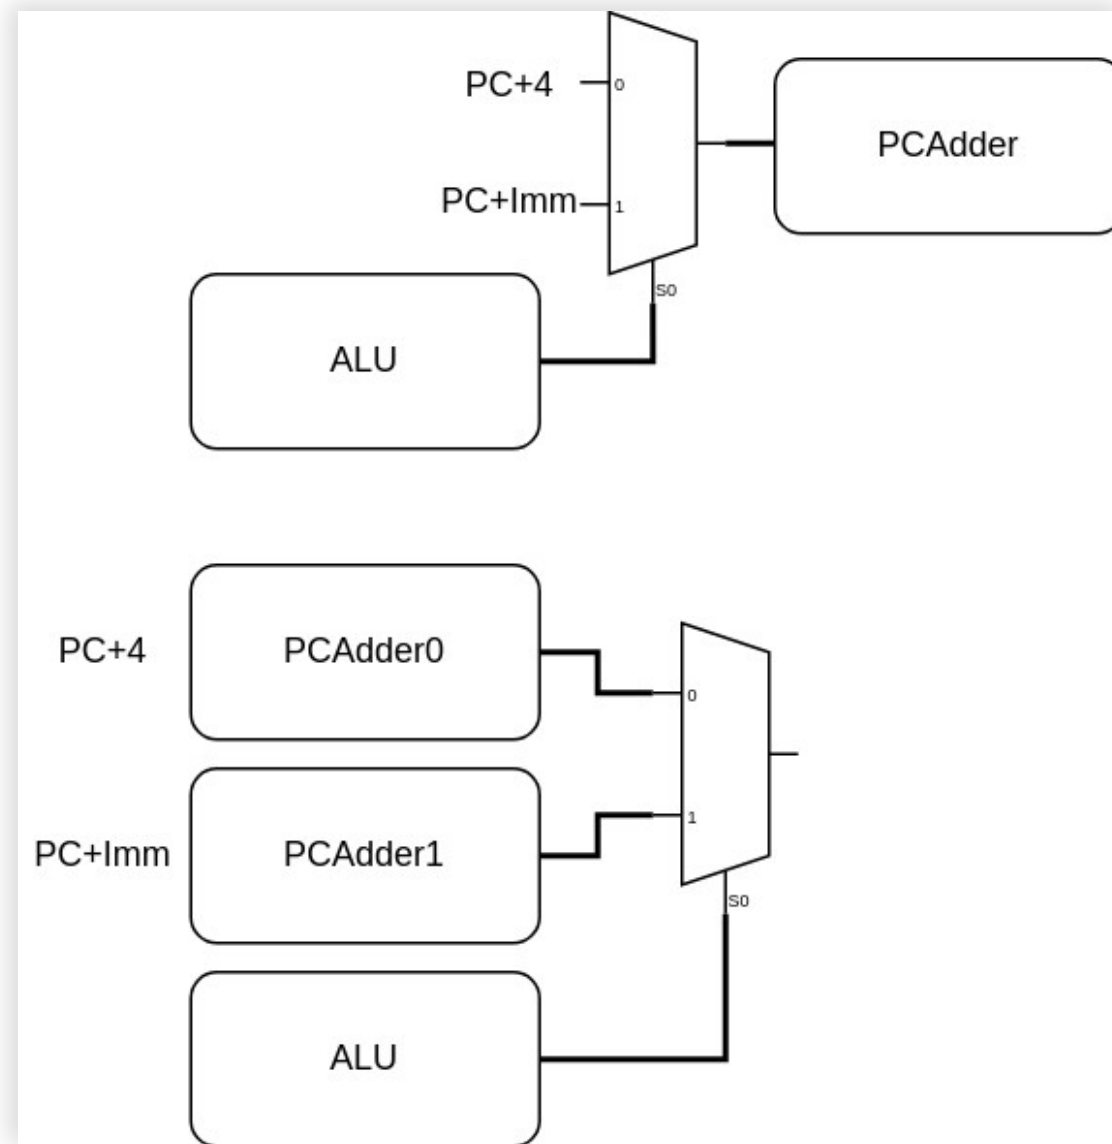 PC+4
0
PCAdder
PC+Imm
1
S0
ALU
PC+4
PCAdder0
0
1
PC+Imm
PCAdder1
S0
ALU